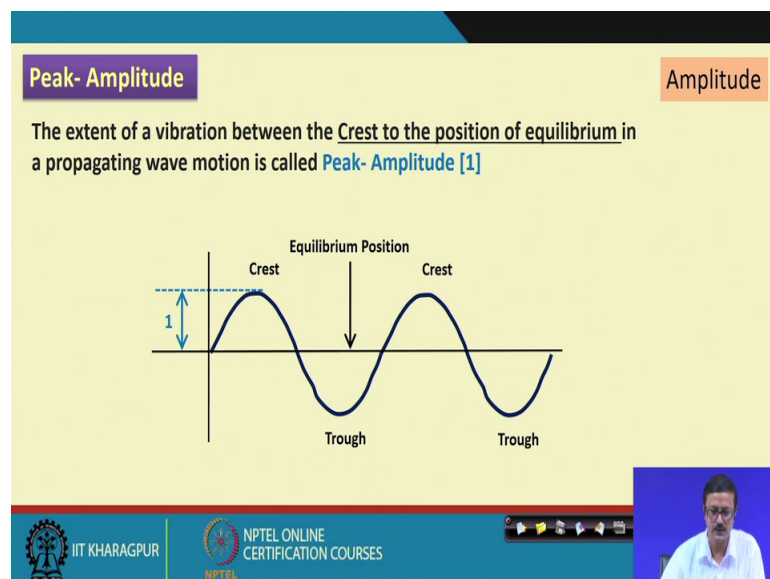 Peak- Amplitude
Amplitude
The extent of a vibration between the Crest to the position of equilibrium in
a propagating wave motion is called Peak- Amplitude [1]
Equilibrium Position
Crest
Crest
1
Trough
Trough
IIT KHARAGPUR
NPTEL ONLINE
CERTIFICATION COURSES
NPTEL